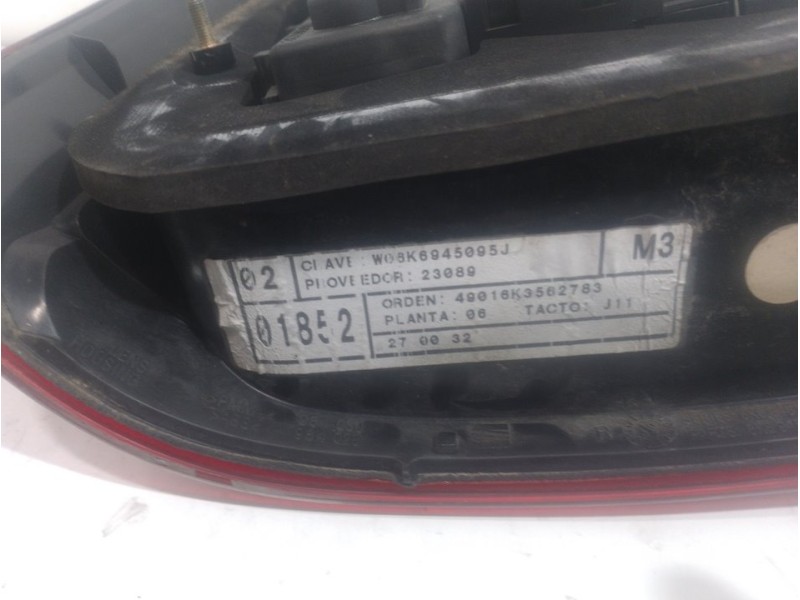 02
CLAVE: W06K6945095J
PROVEEDOR: 23089
M3
01852
ORDEN: 49016K3562783
PLANTA: 06 TACTO: J11
27 00 32